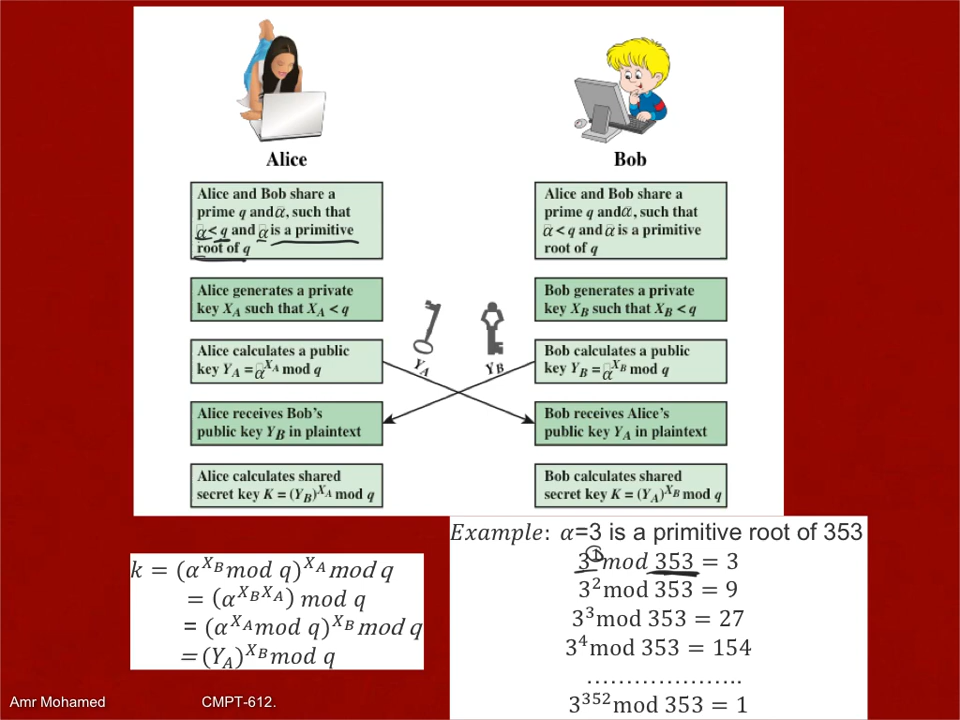 Alice
Bob
Alice and Bob share a
prime q and α, such that
α < q and α is a primitive
root of q
Alice and Bob share a
prime q and α, such that
α < q and α is a primitive
root of q
Alice generates a private
key X_A such that X_A < q
Bob generates a private
key X_B such that X_B < q
Alice calculates a public
key Y_A = α^{X_A} mod q
Y_A
Y_B
Bob calculates a public
key Y_B = α^{X_B} mod q
Alice receives Bob's
public key Y_B in plaintext
Bob receives Alice's
public key Y_A in plaintext
Alice calculates shared
secret key K = (Y_B)^{X_A} mod q
Bob calculates shared
secret key K = (Y_A)^{X_B} mod q
k = (α^{X_B} mod q)^{X_A} mod q
= (α^{X_B X_A}) mod q
= (α^{X_A} mod q)^{X_B} mod q
= (Y_A)^{X_B} mod q
Example: α=3 is a primitive root of 353
3^1 mod 353 = 3
3^2 mod 353 = 9
3^3 mod 353 = 27
3^4 mod 353 = 154
………………….
3^{352} mod 353 = 1
Amr Mohamed
CMPT-612.